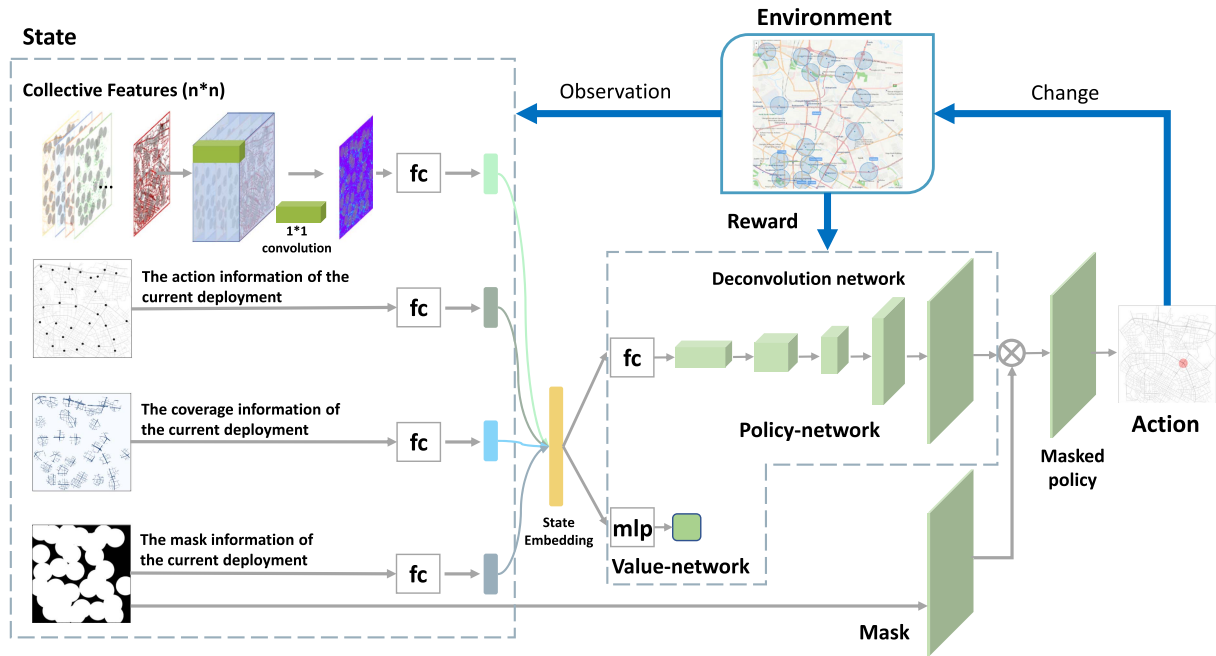 Environment
State
Collective Features (n*n)
Observation
Change
...
fc
1*1
convolution
Reward
The action information of the
current deployment
fc
Deconvolution network
fc
The coverage information of
the current deployment
fc
Policy-network
Action
Masked
policy
State
Embedding
mlp
Value-network
The mask information of
the current deployment
fc
Mask